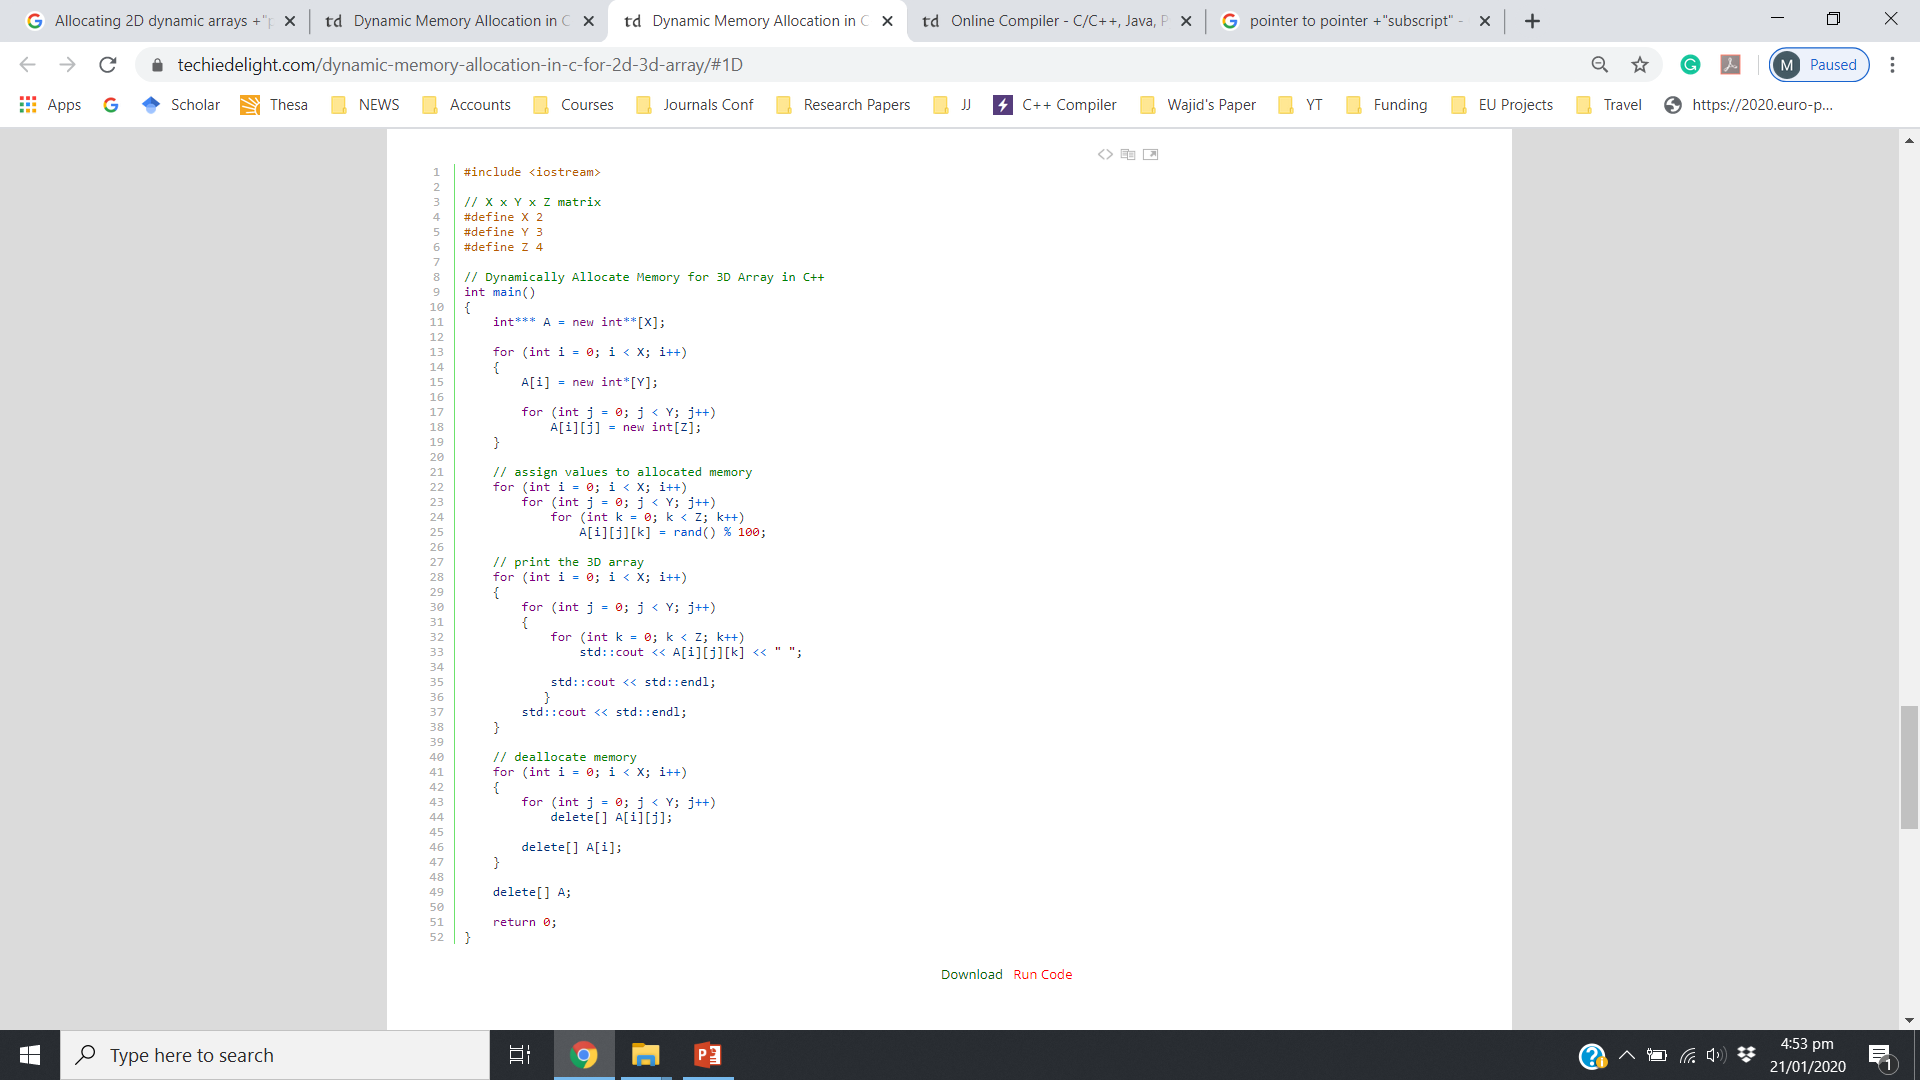 Allocating 2D dynamic arrays +"p
td Dynamic Memory Allocation in C
td Dynamic Memory Allocation in C
td Online Compiler - C/C++, Java, P
pointer to pointer +"subscript" -
techiedelight.com/dynamic-memory-allocation-in-c-for-2d-3d-array/#1D
M Paused
Apps Scholar Thesa NEWS Accounts Courses Journals Conf Research Papers JJ C++ Compiler Wajid's Paper YT Funding EU Projects Travel https://2020.euro-p...
1 #include <iostream>
2
3 // X x Y x Z matrix
4 #define X 2
5 #define Y 3
6 #define Z 4
7
8 // Dynamically Allocate Memory for 3D Array in C++
9 int main()
10 {
11 int*** A = new int**[X];
12
13 for (int i = 0; i < X; i++)
14 {
15 A[i] = new int*[Y];
16
17 for (int j = 0; j < Y; j++)
18 A[i][j] = new int[Z];
19 }
20
21 // assign values to allocated memory
22 for (int i = 0; i < X; i++)
23 for (int j = 0; j < Y; j++)
24 for (int k = 0; k < Z; k++)
25 A[i][j][k] = rand() % 100;
26
27 // print the 3D array
28 for (int i = 0; i < X; i++)
29 {
30 for (int j = 0; j < Y; j++)
31 {
32 for (int k = 0; k < Z; k++)
33 std::cout << A[i][j][k] << " ";
34
35 std::cout << std::endl;
36 }
37 std::cout << std::endl;
38 }
39
40 // deallocate memory
41 for (int i = 0; i < X; i++)
42 {
43 for (int j = 0; j < Y; j++)
44 delete[] A[i][j];
45
46 delete[] A[i];
47 }
48
49 delete[] A;
50
51 return 0;
52 }
Download Run Code
Type here to search
4:53 pm
21/01/2020
1